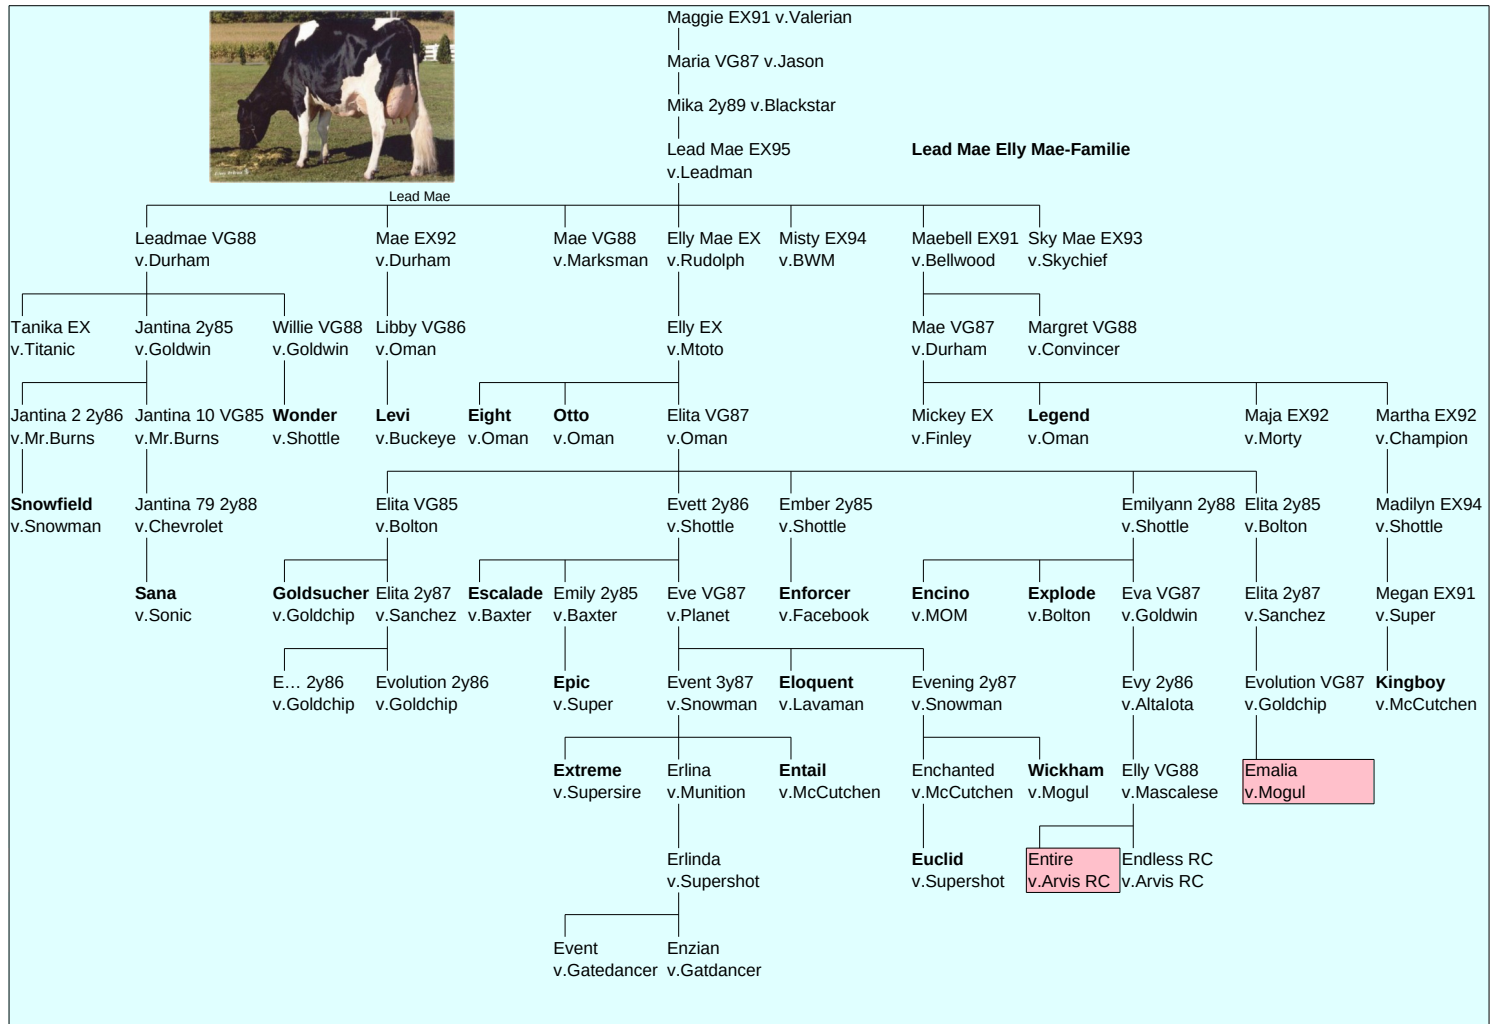 Maggie EX91 v.Valerian
Maria VG87 v.Jason
Mika 2y89 v.Blackstar
Lead Mae EX95
v.Leadman
Lead Mae Elly Mae-Familie
Lead Mae
Leadmae VG88 Mae EX92 Mae VG88 Elly Mae EX Misty EX94 Maebell EX91 Sky Mae EX93
v.Durham v.Durham v.Marksman v.Rudolph v.BWM v.Bellwood v.Skychief
Tanika EX Jantina 2y85 Willie VG88 Libby VG86 Elly EX Mae VG87 Margret VG88
v.Titanic v.Goldwin v.Goldwin v.Oman v.Mtoto v.Durham v.Convincer
Jantina 2 2y86 Jantina 10 VG85 Wonder Levi Eight Otto Elita VG87 Mickey EX Legend Maja EX92 Martha EX92
v.Mr.Burns v.Mr.Burns v.Shottle v.Buckeye v.Oman v.Oman v.Oman v.Finley v.Oman v.Morty v.Champion
Snowfield Jantina 79 2y88 Elita VG85 Evett 2y86 Ember 2y85 Emilyann 2y88 Elita 2y85 Madilyn EX94
v.Snowman v.Chevrolet v.Bolton v.Shottle v.Shottle v.Shottle v.Bolton v.Shottle
Sana Goldsucher Elita 2y87 Escalade Emily 2y85 Eve VG87 Enforcer Encino Explode Eva VG87 Elita 2y87 Megan EX91
v.Sonic v.Goldchip v.Sanchez v.Baxter v.Baxter v.Planet v.Facebook v.MOM v.Bolton v.Goldwin v.Sanchez v.Super
E... 2y86 Evolution 2y86 Epic Event 3y87 Eloquent Evening 2y87 Evy 2y86 Evolution VG87 Kingboy
v.Goldchip v.Goldchip v.Super v.Snowman v.Lavaman v.Snowman v.AltaIota v.Goldchip v.McCutchen
Extreme Erlina Entail Enchanted Wickham Elly VG88 Emalia
v.Supersire v.Munition v.McCutchen v.McCutchen v.Mogul v.Mascalese v.Mogul
Erlinda Euclid Entire Endless RC
v.Supershot v.Supershot v.Arvis RC v.Arvis RC
Event Enzian
v.Gatedancer v.Gatdancer